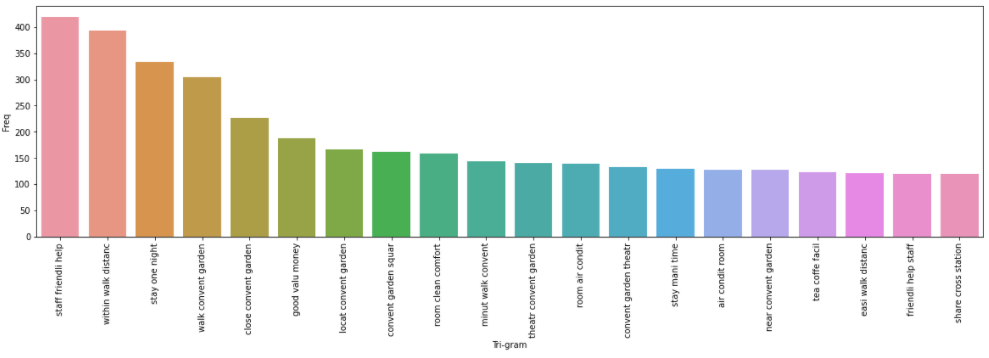 400
350
300
250
200
150
100
50
0
Freq
staff friendli help
within walk distanc
stay one night
walk convent garden
close convent garden
good valu money
locat convent garden
convent garden squar
room clean comfort
minut walk convent
theatr convent garden
room air condit
convent garden theatr
stay mani time
air condit room
near convent garden
tea coffe facil
easi walk distanc
friendli help staff
share cross station
Tri-gram